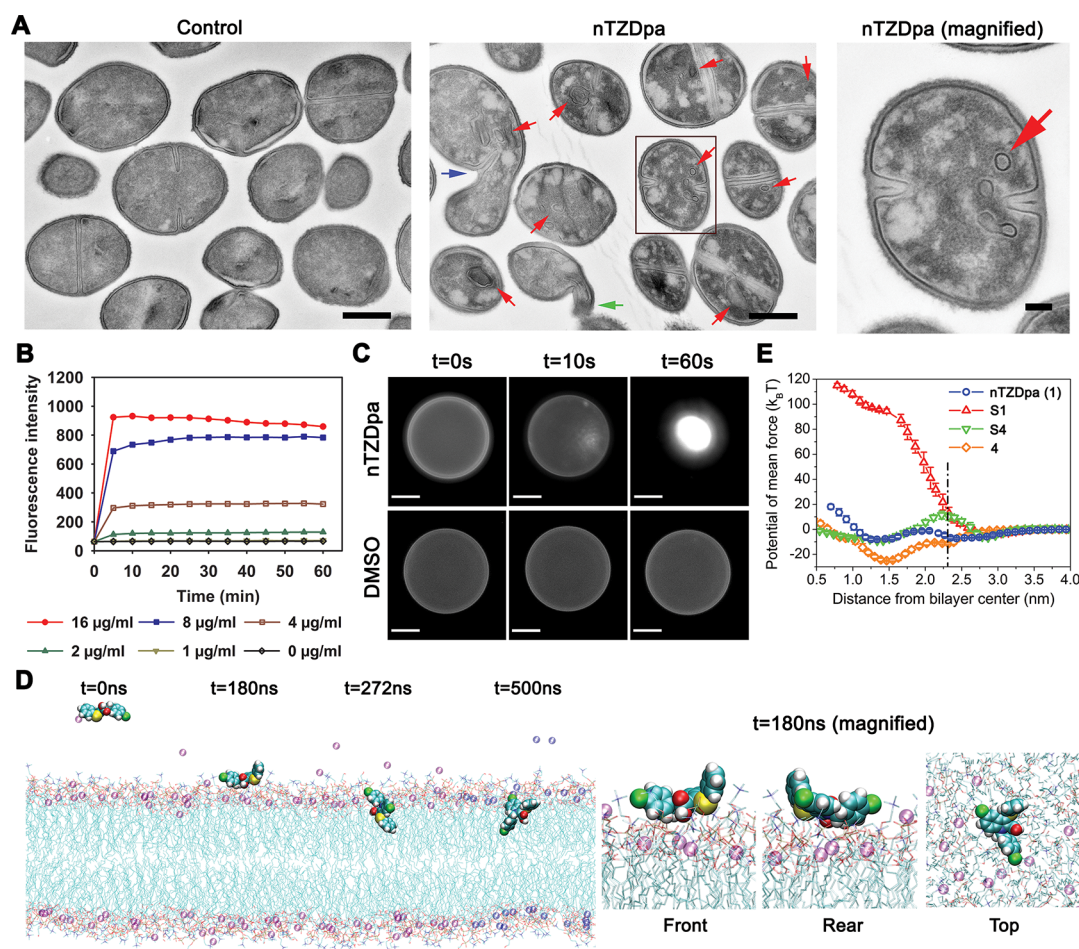 A
Control
nTZDpa
nTZDpa (magnified)
B
Fluorescence intensity
1200
1000
800
600
400
200
0
0 10 20 30 40 50 60
Time (min)
16 µg/ml 8 µg/ml 4 µg/ml
2 µg/ml 1 µg/ml 0 µg/ml
C
t=0s t=10s t=60s
nTZDpa
DMSO
E
Potential of mean force (kBT)
120
100
80
60
40
20
0
-20
nTZDpa (1)
S1
S4
4
0.5 1.0 1.5 2.0 2.5 3.0 3.5 4.0
Distance from bilayer center (nm)
D
t=0ns t=180ns t=272ns t=500ns
t=180ns (magnified)
Front Rear Top